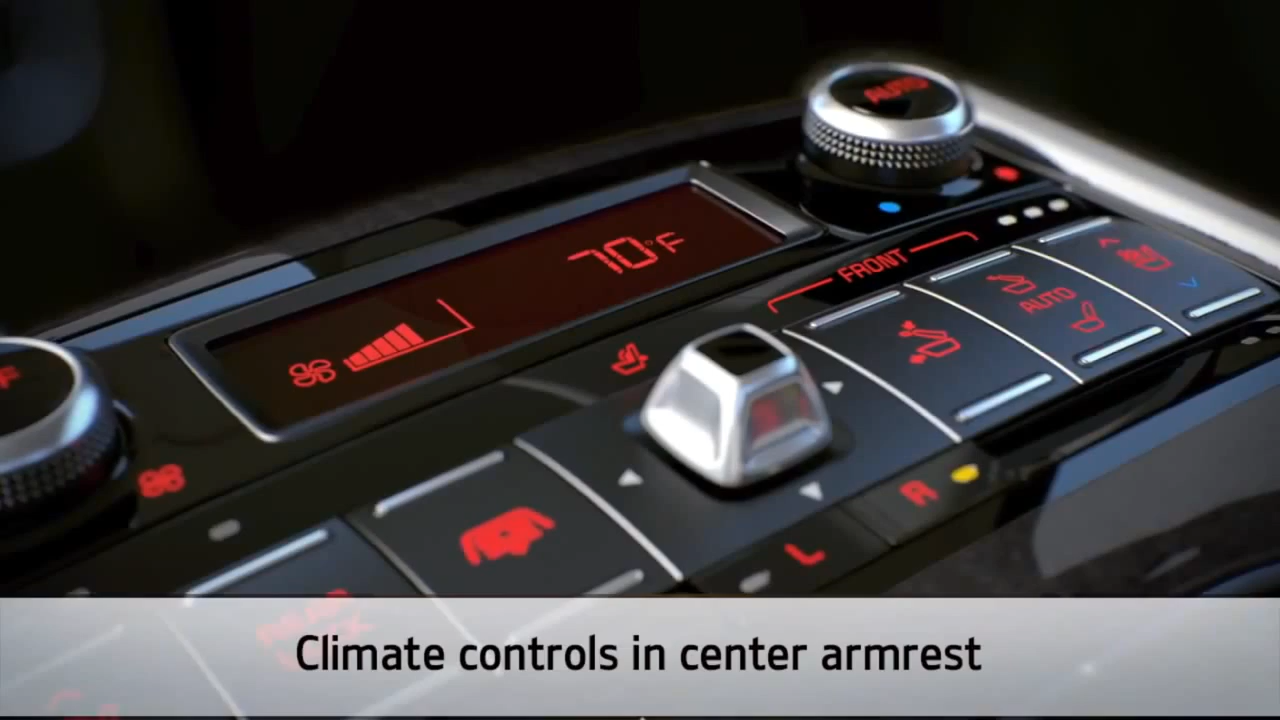 AUTO
70°F
FRONT
AUTO
R
L
Climate controls in center armrest